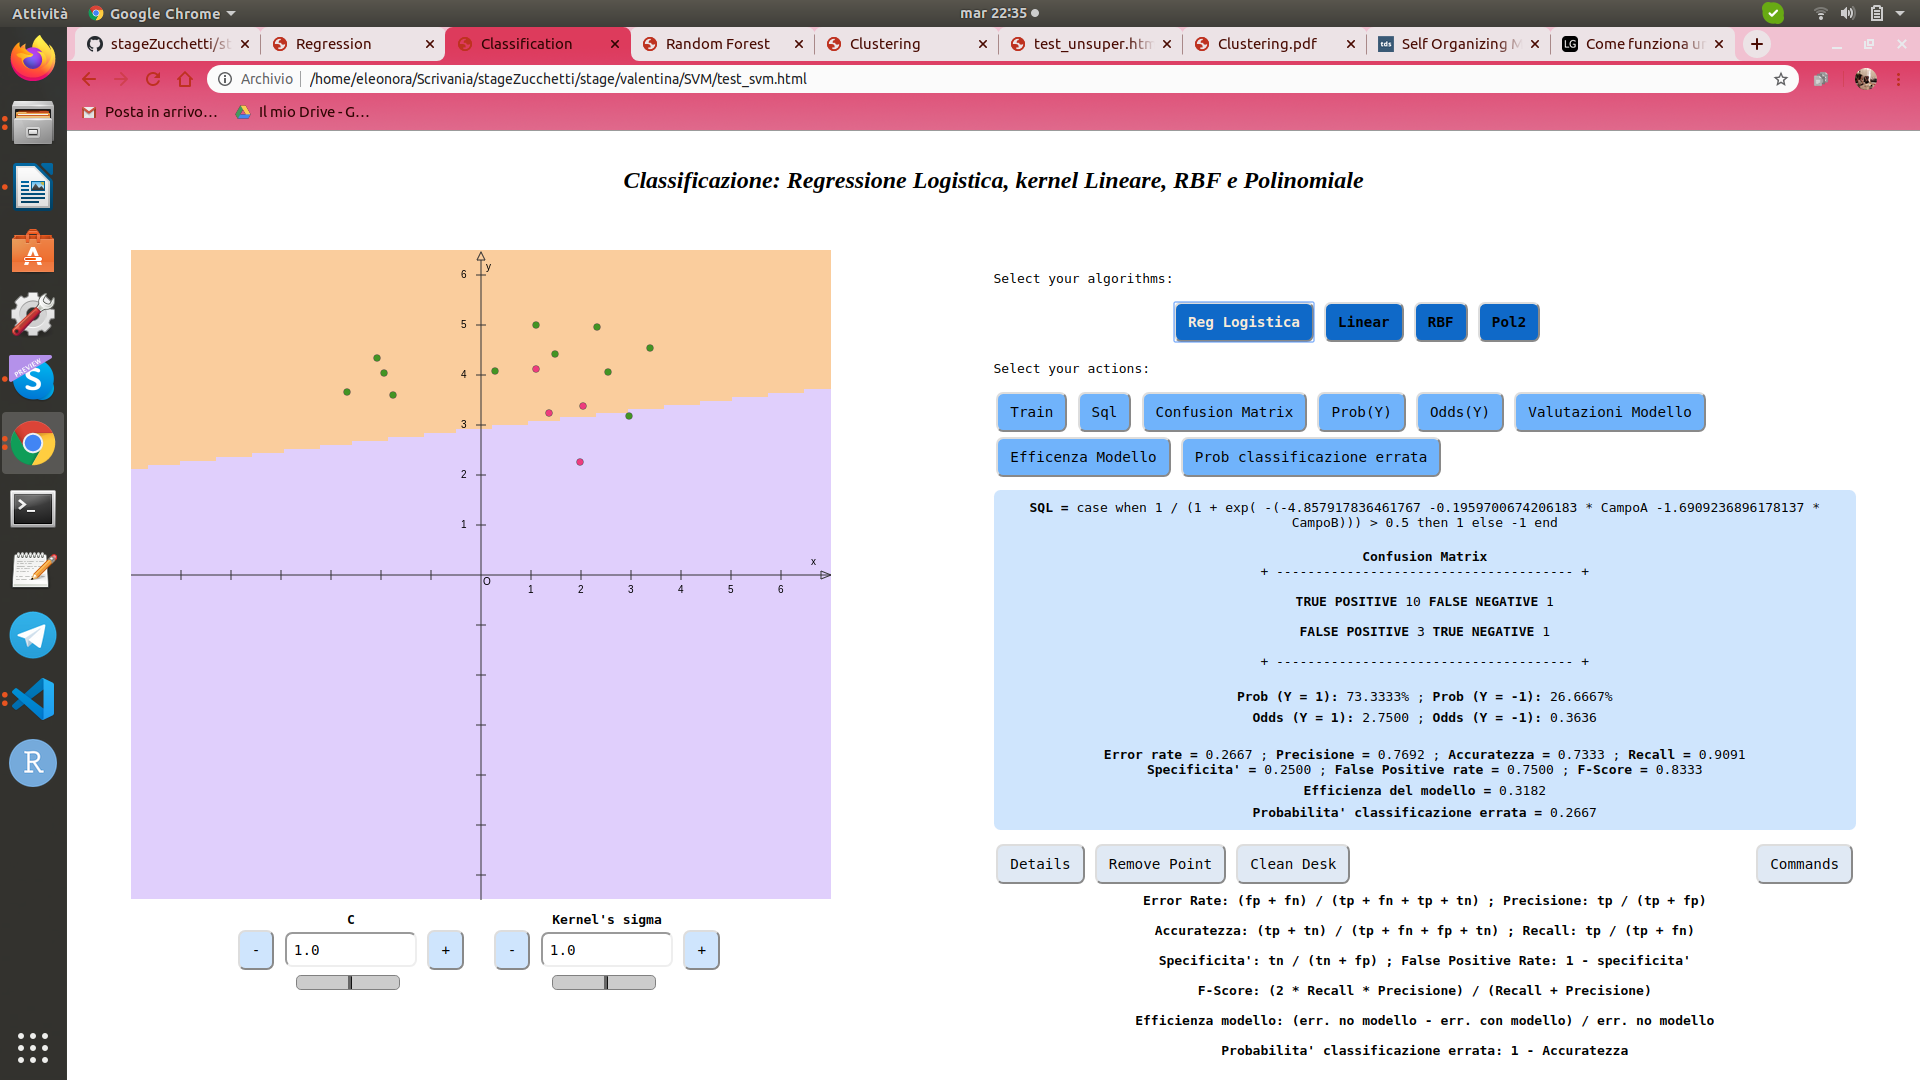 Attività
Google Chrome
mar 22:35
stageZucchetti/st
Regression
Classification
Random Forest
Clustering
test_unsuper.htm
Clustering.pdf
Self Organizing M
Come funziona ur
Archivio
/home/eleonora/Scrivania/stageZucchetti/stage/valentina/SVM/test_svm.html
Posta in arrivo…
Il mio Drive - G…
Classificazione: Regressione Logistica, kernel Lineare, RBF e Polinomiale
y
6
5
4
3
2
1
x
O
1 2 3 4 5 6
C
- 1.0 +
Kernel's sigma
- 1.0 +
Select your algorithms:
Reg Logistica Linear RBF Pol2
Select your actions:
Train Sql Confusion Matrix Prob(Y) Odds(Y) Valutazioni Modello
Efficenza Modello Prob classificazione errata
SQL = case when 1 / (1 + exp( -(-4.857917836461767 -0.1959700674206183 * CampoA -1.6909236896178137 *
CampoB))) > 0.5 then 1 else -1 end
Confusion Matrix
+ -------------------------------------- +
TRUE POSITIVE 10 FALSE NEGATIVE 1
FALSE POSITIVE 3 TRUE NEGATIVE 1
+ -------------------------------------- +
Prob (Y = 1): 73.3333% ; Prob (Y = -1): 26.6667%
Odds (Y = 1): 2.7500 ; Odds (Y = -1): 0.3636
Error rate = 0.2667 ; Precisione = 0.7692 ; Accuratezza = 0.7333 ; Recall = 0.9091
Specificita' = 0.2500 ; False Positive rate = 0.7500 ; F-Score = 0.8333
Efficienza del modello = 0.3182
Probabilita' classificazione errata = 0.2667
Details Remove Point Clean Desk Commands
Error Rate: (fp + fn) / (tp + fn + tp + tn) ; Precisione: tp / (tp + fp)
Accuratezza: (tp + tn) / (tp + fn + fp + tn) ; Recall: tp / (tp + fn)
Specificita': tn / (tn + fp) ; False Positive Rate: 1 - specificita'
F-Score: (2 * Recall * Precisione) / (Recall + Precisione)
Efficienza modello: (err. no modello - err. con modello) / err. no modello
Probabilita' classificazione errata: 1 - Accuratezza